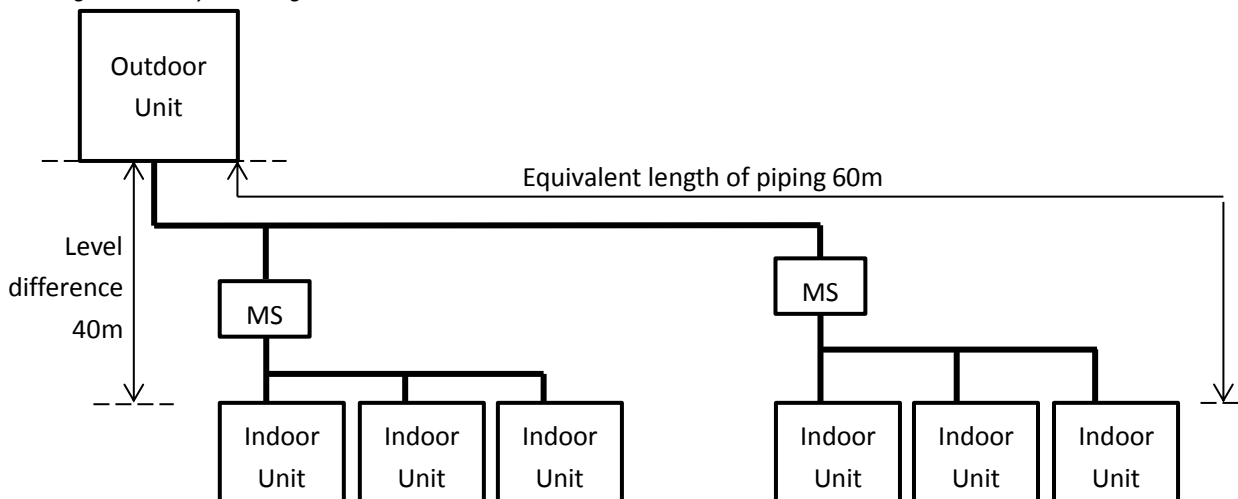 Outdoor
Unit
Equivalent length of piping 60m
Level
difference
40m
MS
MS
Indoor
Unit
Indoor
Unit
Indoor
Unit
Indoor
Unit
Indoor
Unit
Indoor
Unit